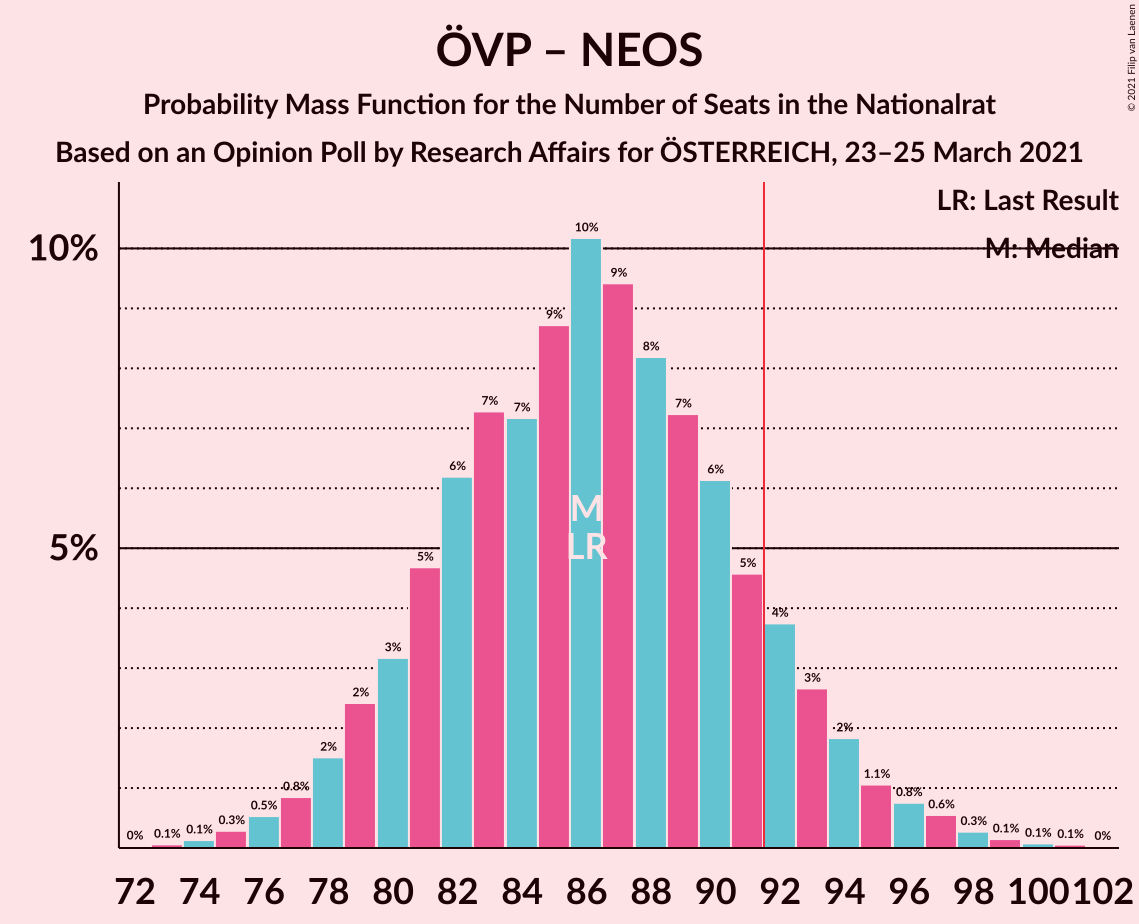 ÖVP – NEOS
Probability Mass Function for the Number of Seats in the Nationalrat
Based on an Opinion Poll by Research Affairs for ÖSTERREICH, 23–25 March 2021
© 2021 Filip van Laenen
LR: Last Result
M: Median
10%
5%
0% 0.1% 0.1% 0.3% 0.5% 0.8% 2% 2% 3% 5% 6% 7% 7% 9% 10% 9% 8% 7% 6% 5% 4% 3% 2% 1.1% 0.8% 0.6% 0.3% 0.1% 0.1% 0.1% 0%
M
LR
72 74 76 78 80 82 84 86 88 90 92 94 96 98 100 102